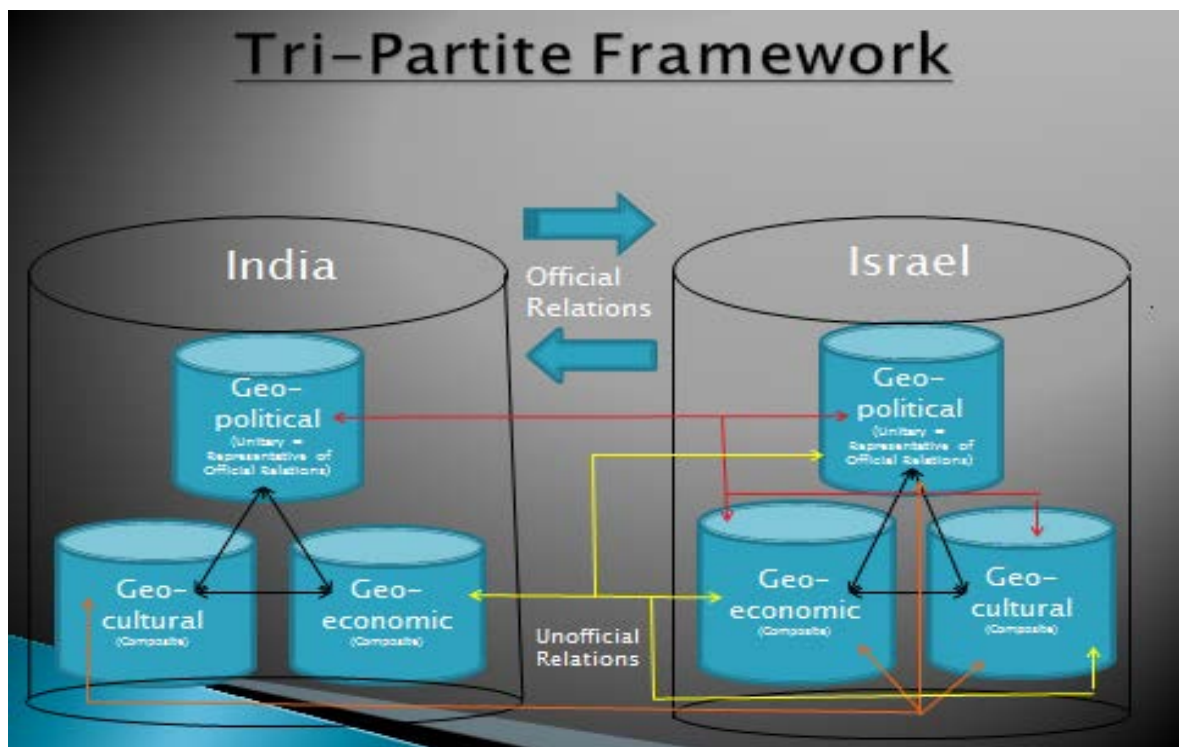 Tri-Partite Framework
India
Official
Relations
Israel
Geo-
political
(Unitary =
Representative of
Official Relations)
Geo-
political
(Unitary =
Representative of
Official Relations)
Geo-
cultural
(Composite)
Geo-
economic
(Composite)
Unofficial
Relations
Geo-
economic
(Composite)
Geo-
cultural
(Composite)